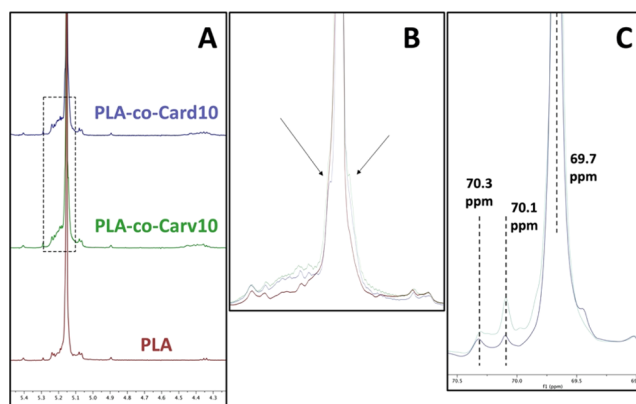 A
PLA-co-Card10
PLA-co-Carv10
PLA
5.4 5.2 5.1 5.0 4.9 4.8 4.7 4.6 4.5 4.4 4.3
B
C
69.7
ppm
70.3
ppm
70.1
ppm
70.5 70.0 69.5
f1 (ppm)